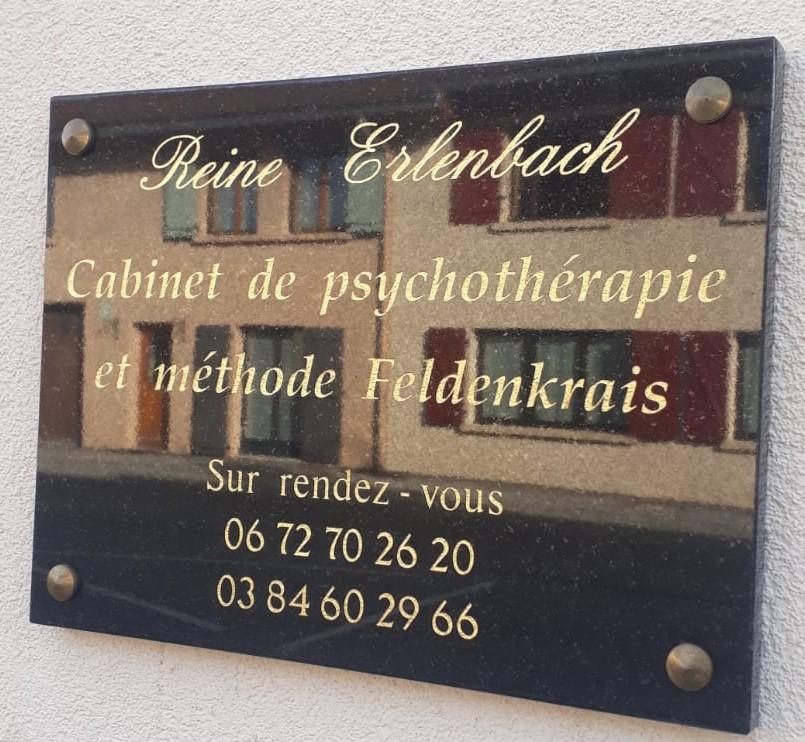 Reine Erlenbach
Cabinet de psychothérapie
et méthode Feldenkrais
Sur rendez-vous
06 72 70 26 20
03 84 60 29 66